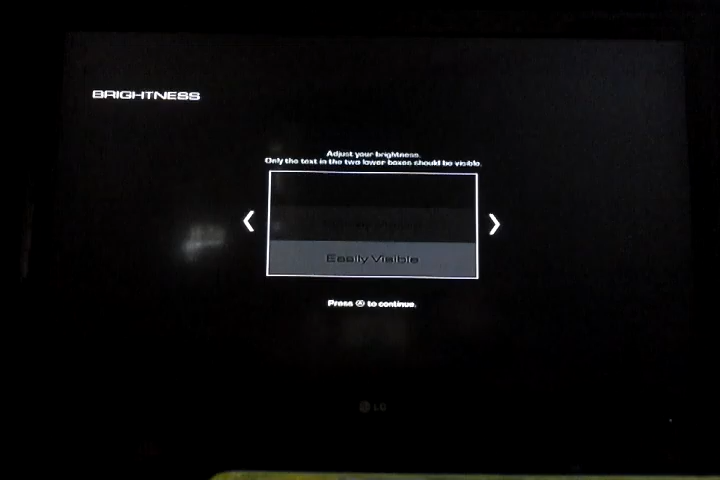 BRIGHTNESS
Adjust your brightness.
Only the text in the two lower boxes should be visible.
Easily Visible
Press Ⓐ to continue.
LG